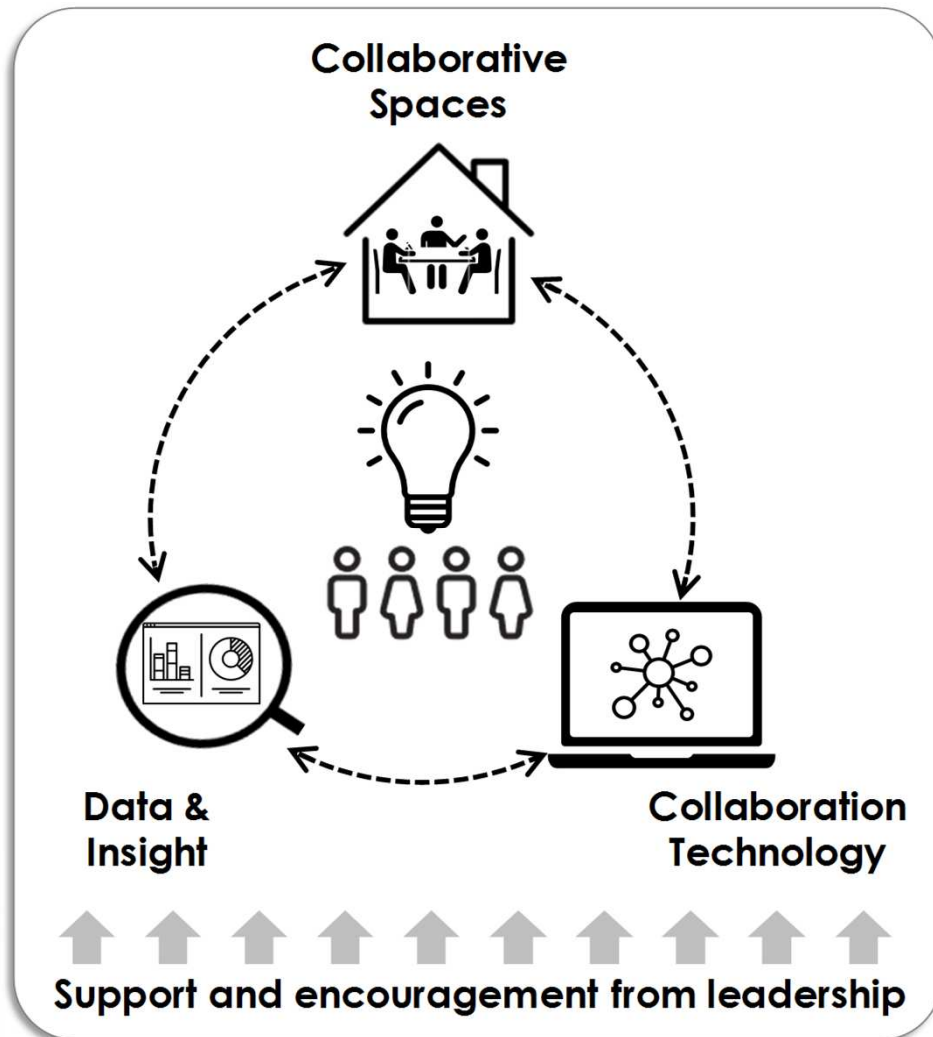 Collaborative
Spaces
Data &
Insight
Collaboration
Technology
Support and encouragement from leadership